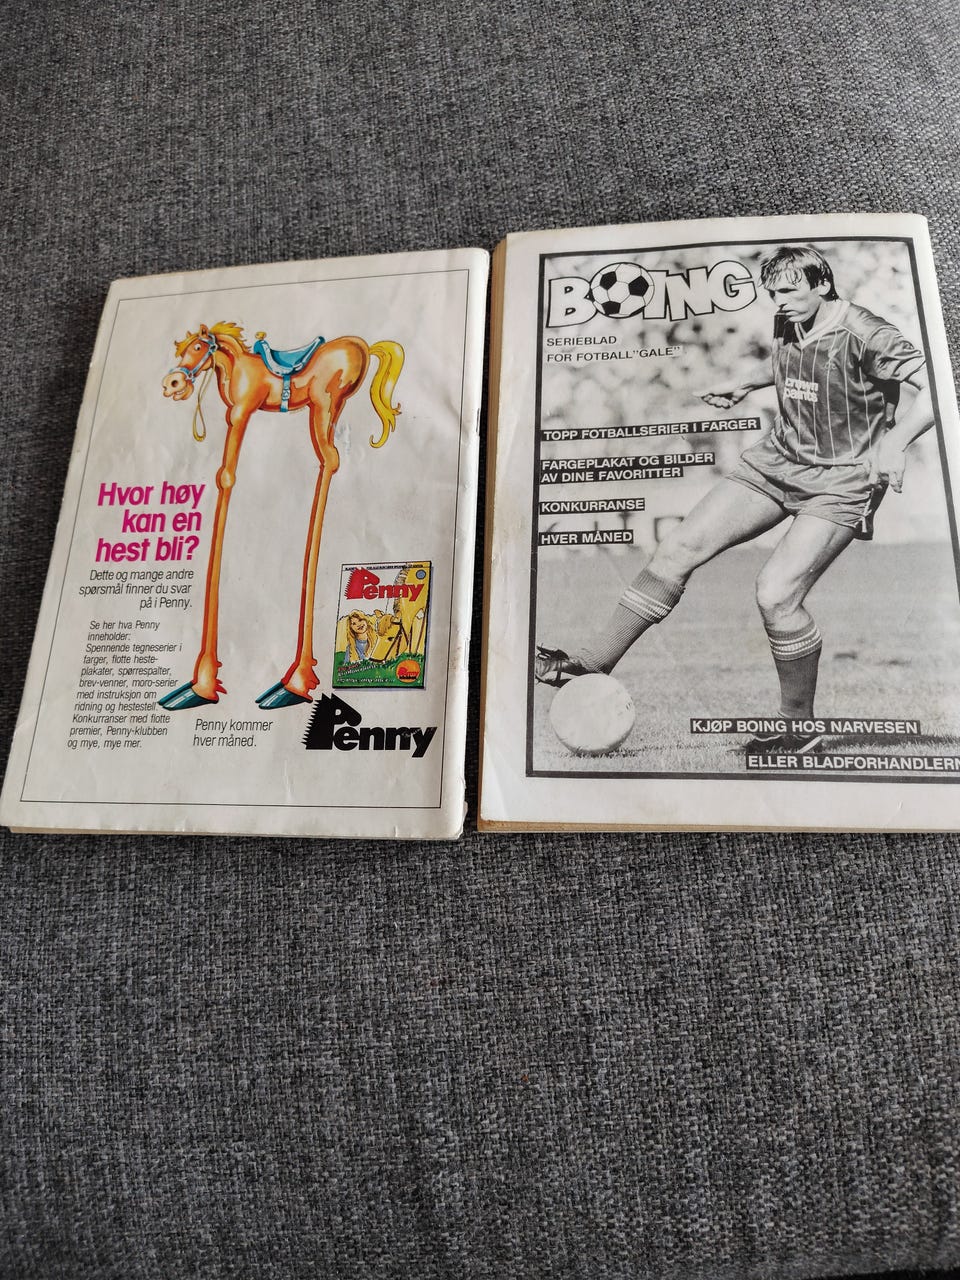 Hvor høy
kan en
hest bli?
Dette og mange andre
spørsmål finner du svar
på i Penny.
Se her hva Penny
inneholder:
Spennende tegneserier i
farger, flotte heste-
plakater, spørrespalter,
brev-venner, moro-serier
med instruksjon om
ridning og hestestell.
Konkurranser med flotte
premier, Penny-klubben
og mye, mye mer.
Penny kommer
hver måned.
Penny
Penny
BOING
SERIEBLAD
FOR FOTBALL"GALE"
crown
paints
TOPP FOTBALLSERIER I FARGER
FARGEPLAKAT OG BILDER
AV DINE FAVORITTER
KONKURRANSE
HVER MÅNED
KJØP BOING HOS NARVESEN
ELLER BLADFORHANDLERN